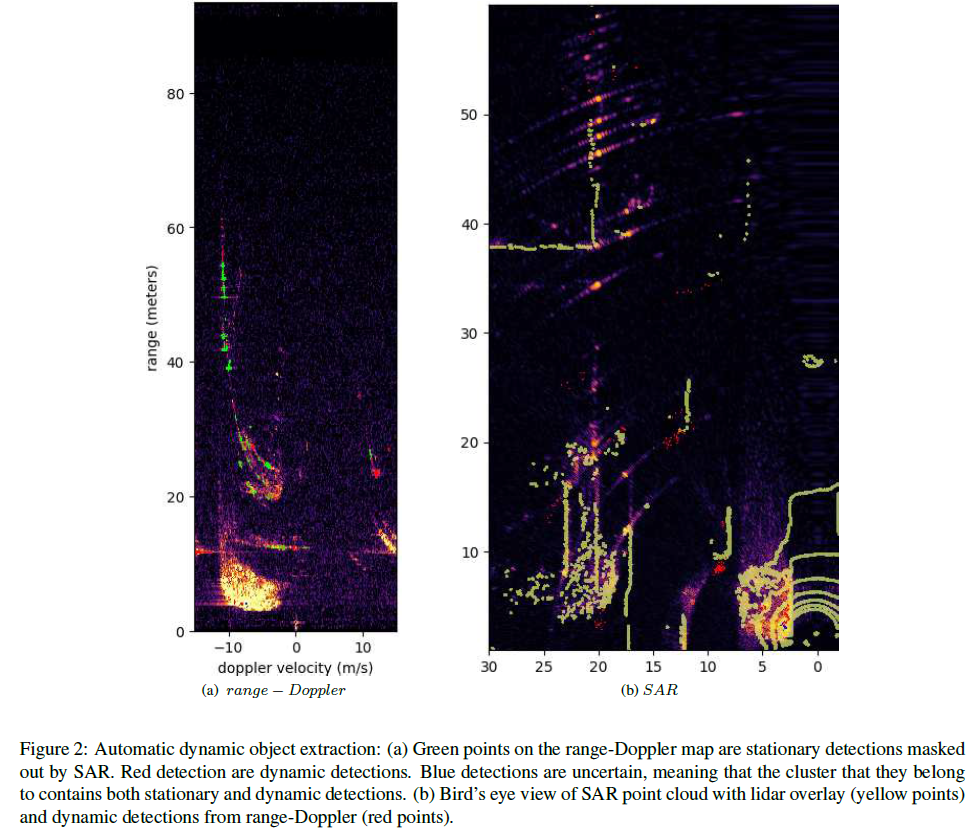 80
60
40
20
0
range (meters)
−10
0
10
doppler velocity (m/s)
(a) range − Doppler
50
40
30
20
10
30
25
20
15
10
5
0
(b) SAR
Figure 2: Automatic dynamic object extraction: (a) Green points on the range-Doppler map are stationary detections masked
out by SAR. Red detection are dynamic detections. Blue detections are uncertain, meaning that the cluster that they belong
to contains both stationary and dynamic detections. (b) Bird's eye view of SAR point cloud with lidar overlay (yellow points)
and dynamic detections from range-Doppler (red points).